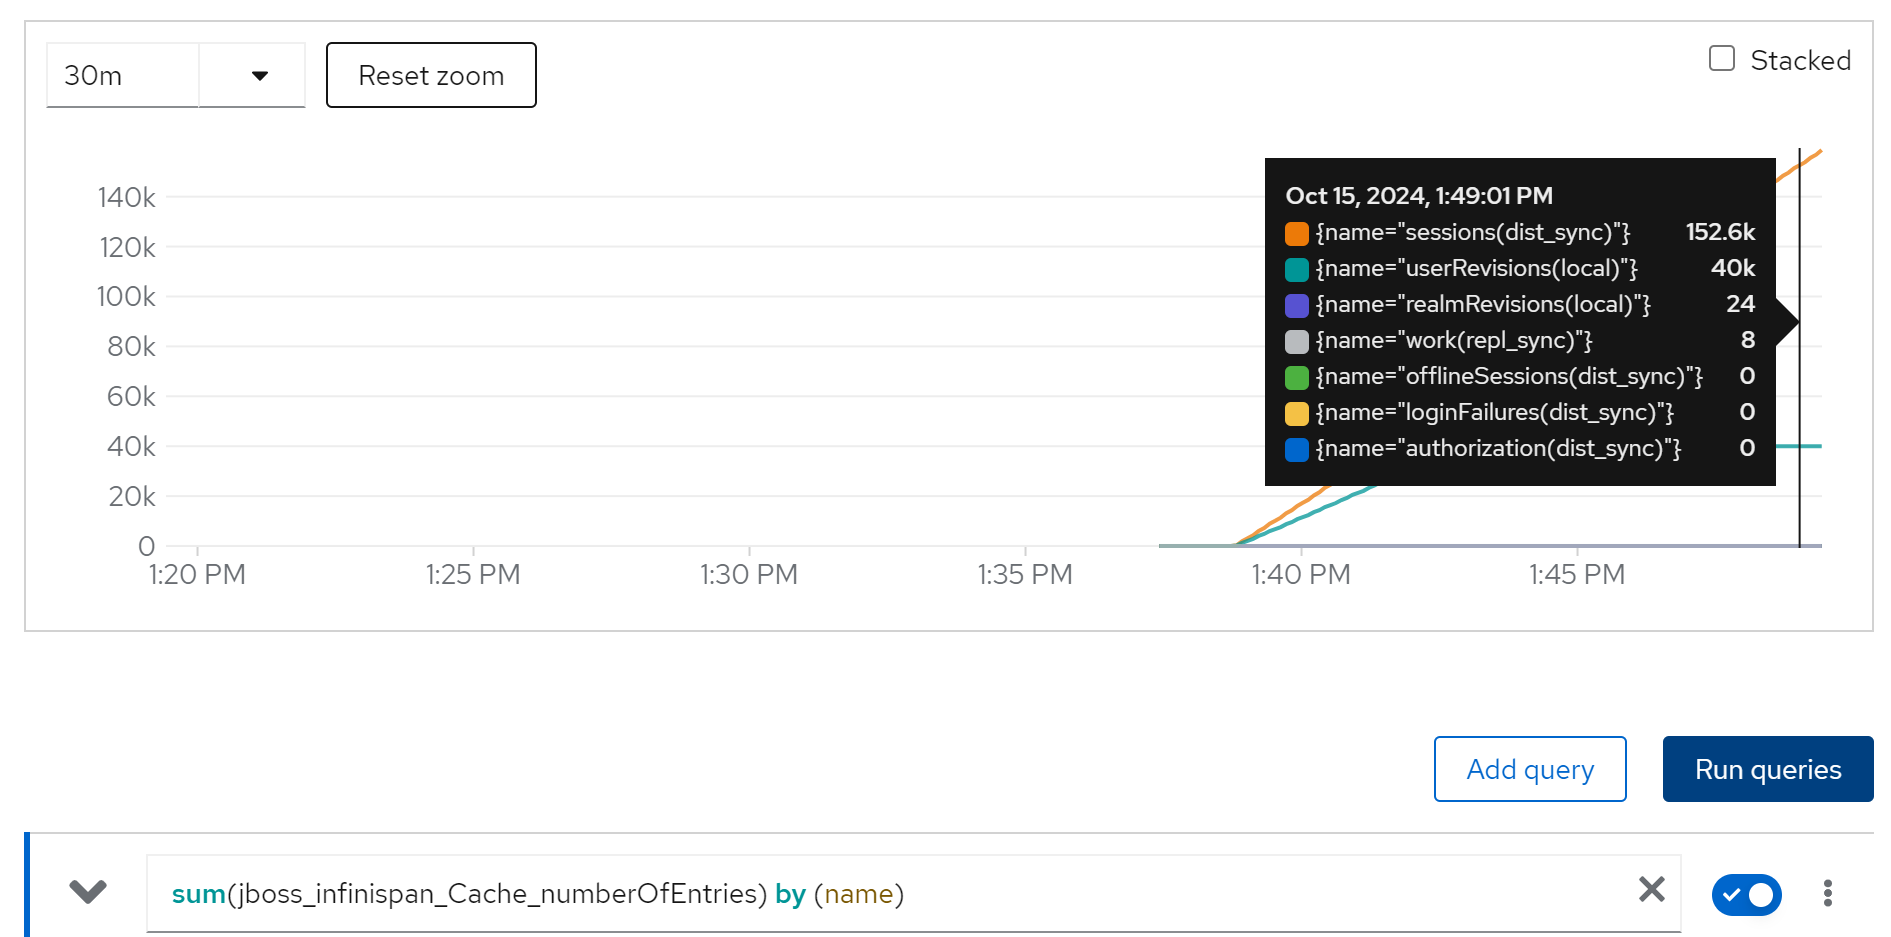 30m
Reset zoom
Stacked
140k
120k
100k
80k
60k
40k
20k
0
Oct 15, 2024, 1:49:01 PM
{name="sessions(dist_sync)"} 152.6k
{name="userRevisions(local)"} 40k
{name="realmRevisions(local)"} 24
{name="work(repl_sync)"} 8
{name="offlineSessions(dist_sync)"} 0
{name="loginFailures(dist_sync)"} 0
{name="authorization(dist_sync)"} 0
1:20 PM 1:25 PM 1:30 PM 1:35 PM 1:40 PM 1:45 PM
Add query
Run queries
sum(jboss_infinispan_Cache_numberOfEntries) by (name)